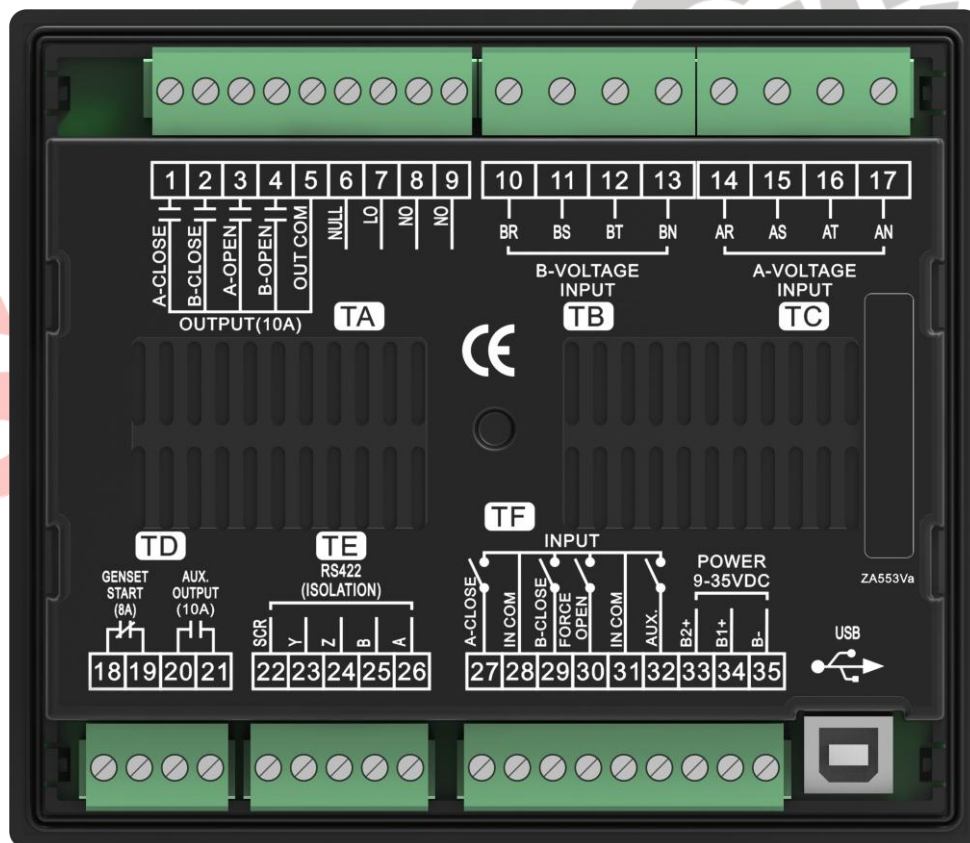 1 2 3 4 5 6 7 8 9
10 11 12 13
14 15 16 17
A-CLOSE
B-CLOSE
A-OPEN
B-OPEN
OUT COM
NULL
LO
NO
NO
OUTPUT(10A)
TA
BR BS BT BN
B-VOLTAGE
INPUT
TB
AR AS AT AN
A-VOLTAGE
INPUT
TC
CE
TD
GENSET
START
(8A)
AUX.
OUTPUT
(10A)
18 19 20 21
TE
RS422
(ISOLATION)
SCR
Y
Z
B
A
22 23 24 25 26
TF
INPUT
A-CLOSE
IN COM
B-CLOSE
FORCE
OPEN
IN COM
AUX.
POWER
9-35VDC
B2+
B1+
B-
27 28 29 30 31 32 33 34 35
ZA553Va
USB